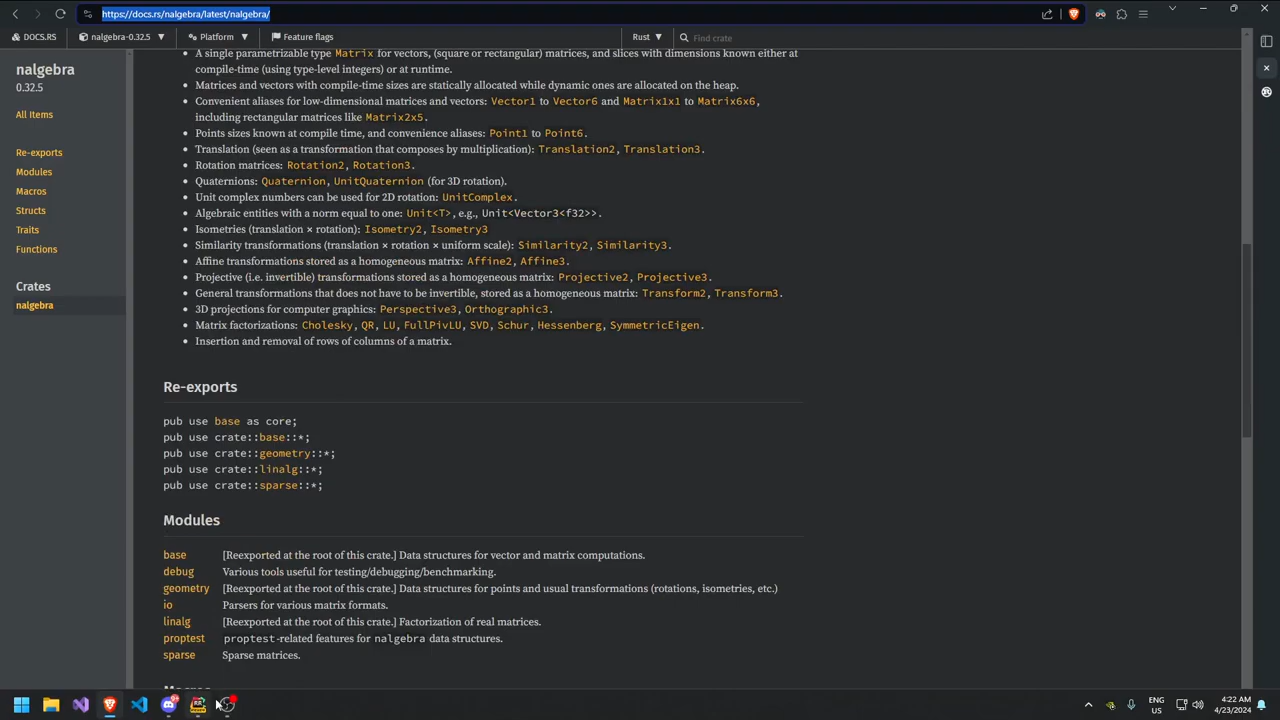 https://docs.rs/nalgebra/latest/nalgebra/
DOCS.RS
nalgebra-0.32.5
Platform
Feature flags
Rust
Find crate
nalgebra
0.32.5
All Items
Re-exports
Modules
Macros
Structs
Traits
Functions
Crates
nalgebra
A single parametrizable type Matrix for vectors, (square or rectangular) matrices, and slices with dimensions known either at
compile-time (using type-level integers) or at runtime.
Matrices and vectors with compile-time sizes are statically allocated while dynamic ones are allocated on the heap.
Convenient aliases for low-dimensional matrices and vectors: Vector1 to Vector6 and Matrix1x1 to Matrix6x6,
including rectangular matrices like Matrix2x5.
Points sizes known at compile time, and convenience aliases: Point1 to Point6.
Translation (seen as a transformation that composes by multiplication): Translation2, Translation3.
Rotation matrices: Rotation2, Rotation3.
Quaternions: Quaternion, UnitQuaternion (for 3D rotation).
Unit complex numbers can be used for 2D rotation: UnitComplex.
Algebraic entities with a norm equal to one: Unit<T>, e.g., Unit<Vector3<f32>>.
Isometries (translation × rotation): Isometry2, Isometry3
Similarity transformations (translation × rotation × uniform scale): Similarity2, Similarity3.
Affine transformations stored as a homogeneous matrix: Affine2, Affine3.
Projective (i.e. invertible) transformations stored as a homogeneous matrix: Projective2, Projective3.
General transformations that does not have to be invertible, stored as a homogeneous matrix: Transform2, Transform3.
3D projections for computer graphics: Perspective3, Orthographic3.
Matrix factorizations: Cholesky, QR, LU, FullPivLU, SVD, Schur, Hessenberg, SymmetricEigen.
Insertion and removal of rows of columns of a matrix.
Re-exports
pub use base as core;
pub use crate::base::*;
pub use crate::geometry::*;
pub use crate::linalg::*;
pub use crate::sparse::*;
Modules
base [Reexported at the root of this crate.] Data structures for vector and matrix computations.
debug Various tools useful for testing/debugging/benchmarking.
geometry [Reexported at the root of this crate.] Data structures for points and usual transformations (rotations, isometries, etc.)
io Parsers for various matrix formats.
linalg [Reexported at the root of this crate.] Factorization of real matrices.
proptest proptest-related features for nalgebra data structures.
sparse Sparse matrices.
Macros
ENG
US
4:22 AM
4/23/2024